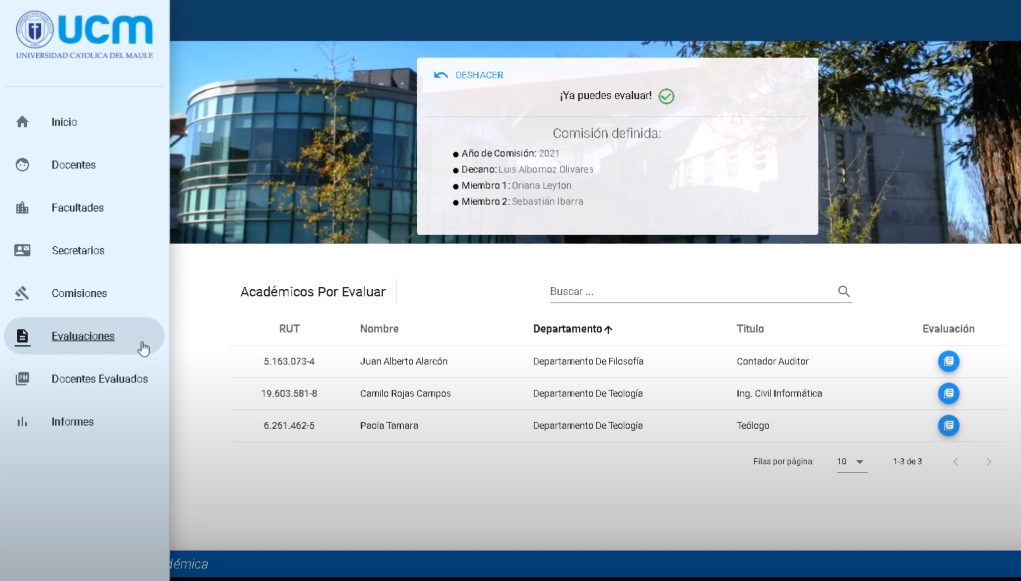 UCM
UNIVERSIDAD CATOLICA DEL MAULE
Inicio
Docentes
Facultades
Secretarios
Comisiones
Evaluaciones
Docentes Evaluados
Informes
DESHACER
¡Ya puedes evaluar!
Comisión definida:
Año de Comisión: 2021
Decano: Luis Albornoz Olivares
Miembro 1: Oriana Leyton
Miembro 2: Sebastián Ibarra
Académicos Por Evaluar
Buscar ...
RUT Nombre Departamento Titulo Evaluación
5.163.073-4 Juan Alberto Alarcón Departamento De Filosofía Contador Auditor
19.603.581-8 Camilo Rojas Campos Departamento De Teología Ing. Civil Informática
6.261.462-5 Paola Tamara Departamento De Teología Teólogo
Filas por página: 10 1-3 de 3
démica